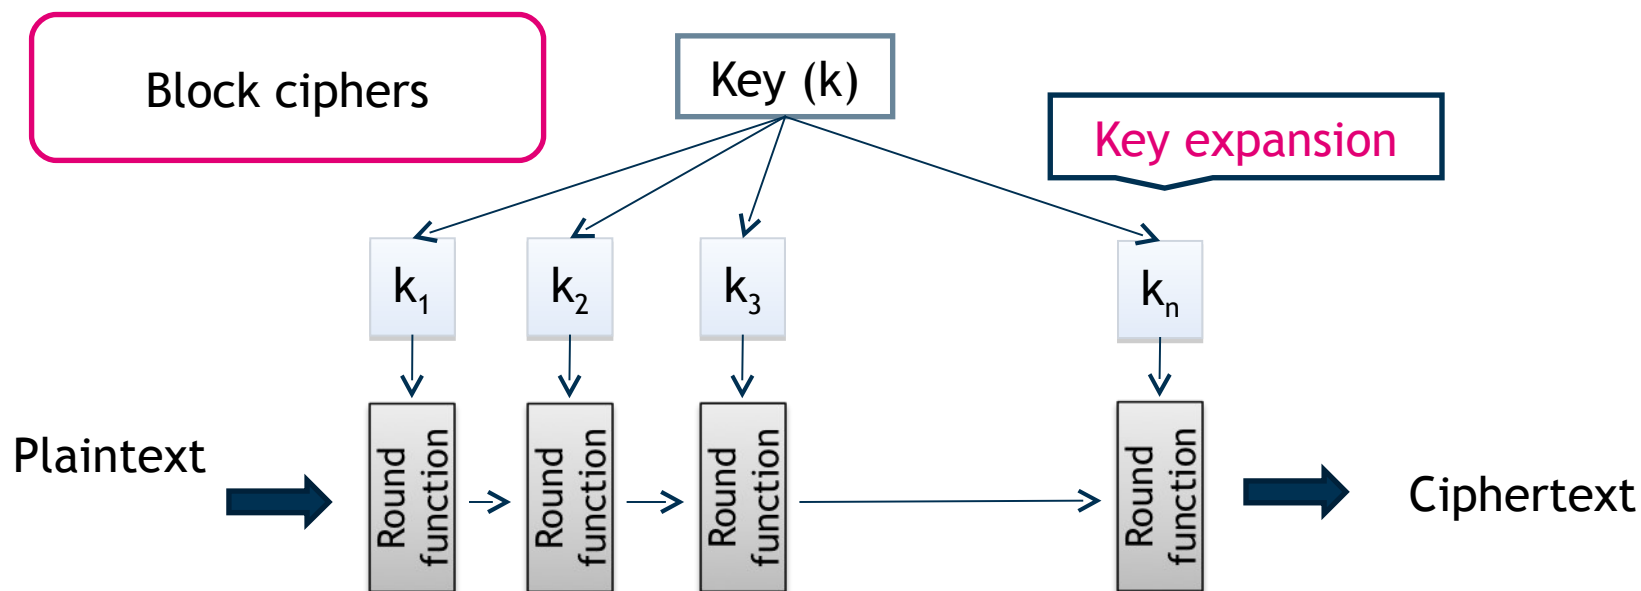 Block ciphers
Key (k)
Key expansion
k₁
k₂
k₃
kₙ
Plaintext
Round
function
Round
function
Round
function
Round
function
Ciphertext